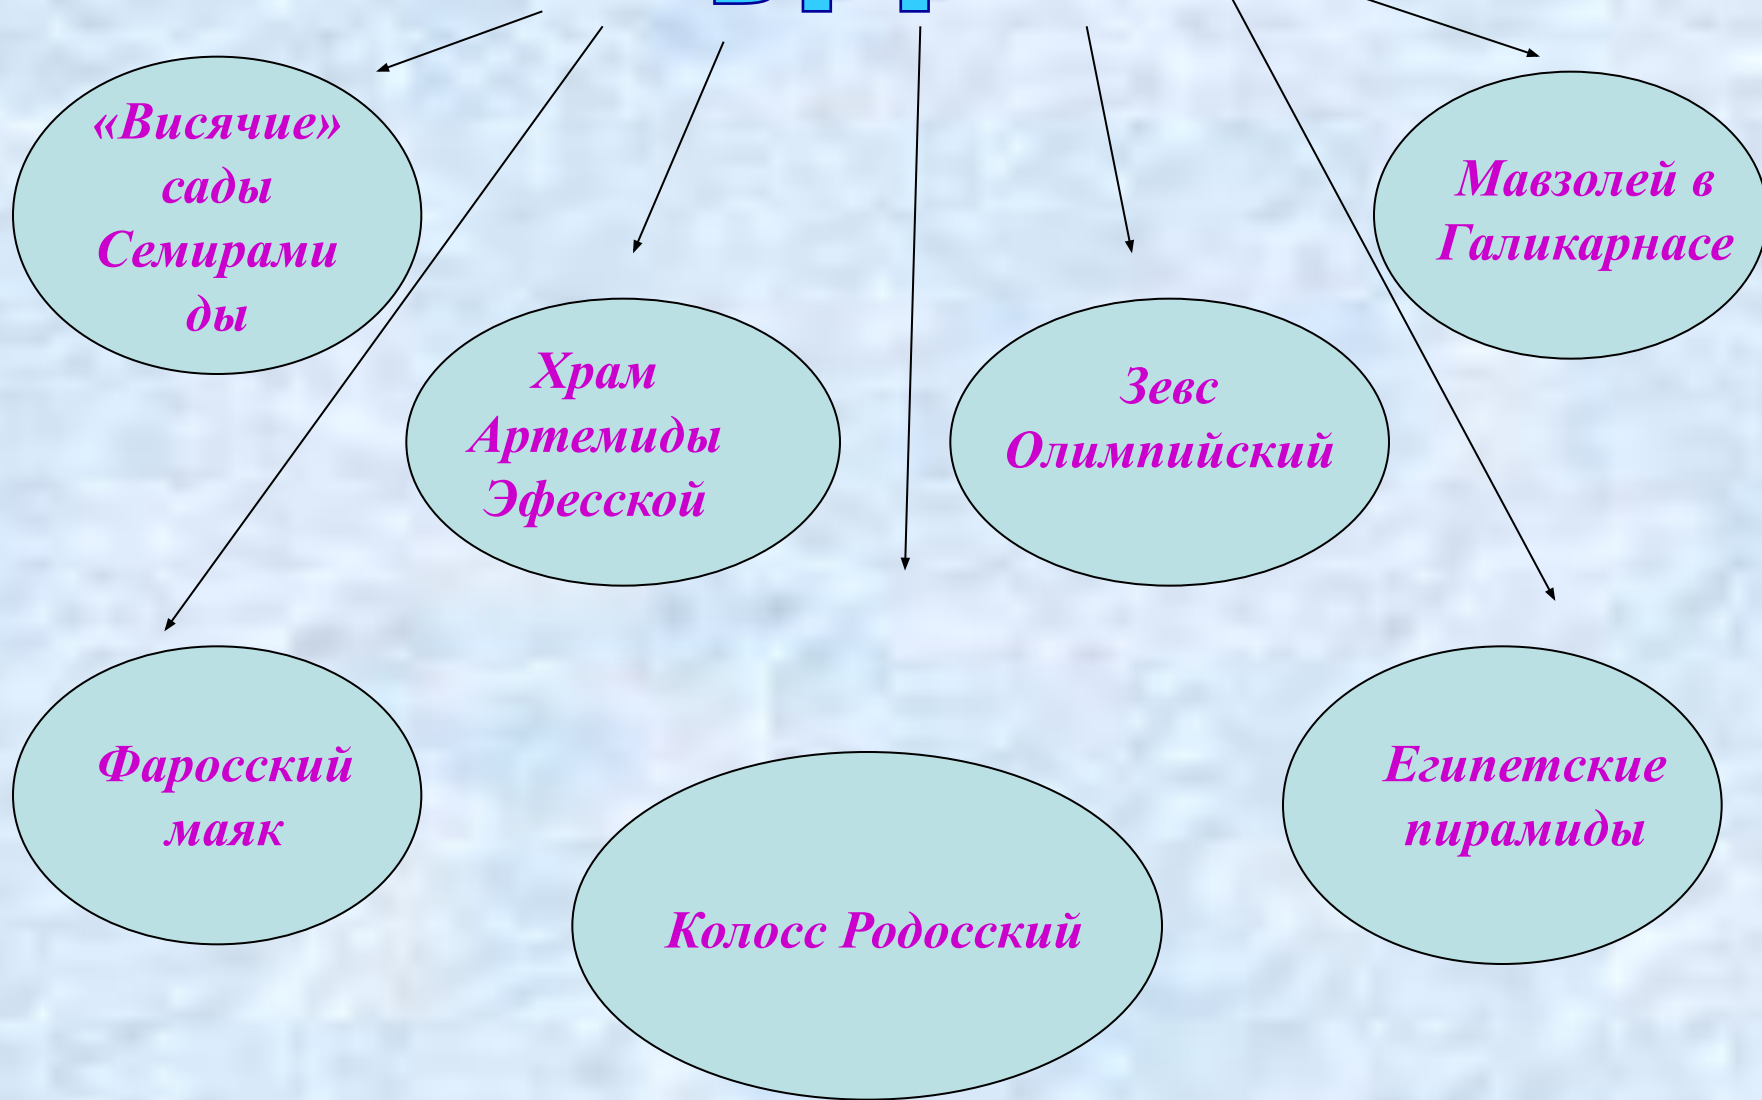 «Висячие»
сады
Семирами
ды
Мавзолей в
Галикарнасе
Храм
Артемиды
Эфесской
Зевс
Олимпийский
Фаросский
маяк
Египетские
пирамиды
Колосс Родосский